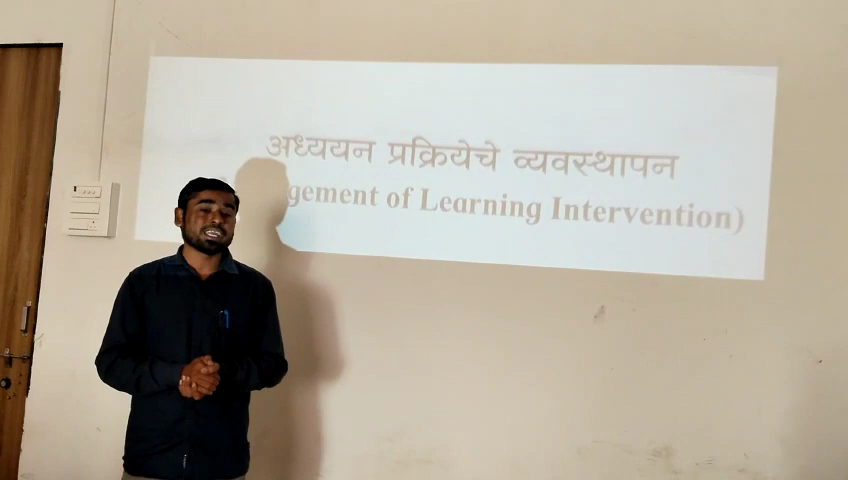 अध्ययन प्रक्रियेचे व्यवस्थापन
gement of Learning Intervention)